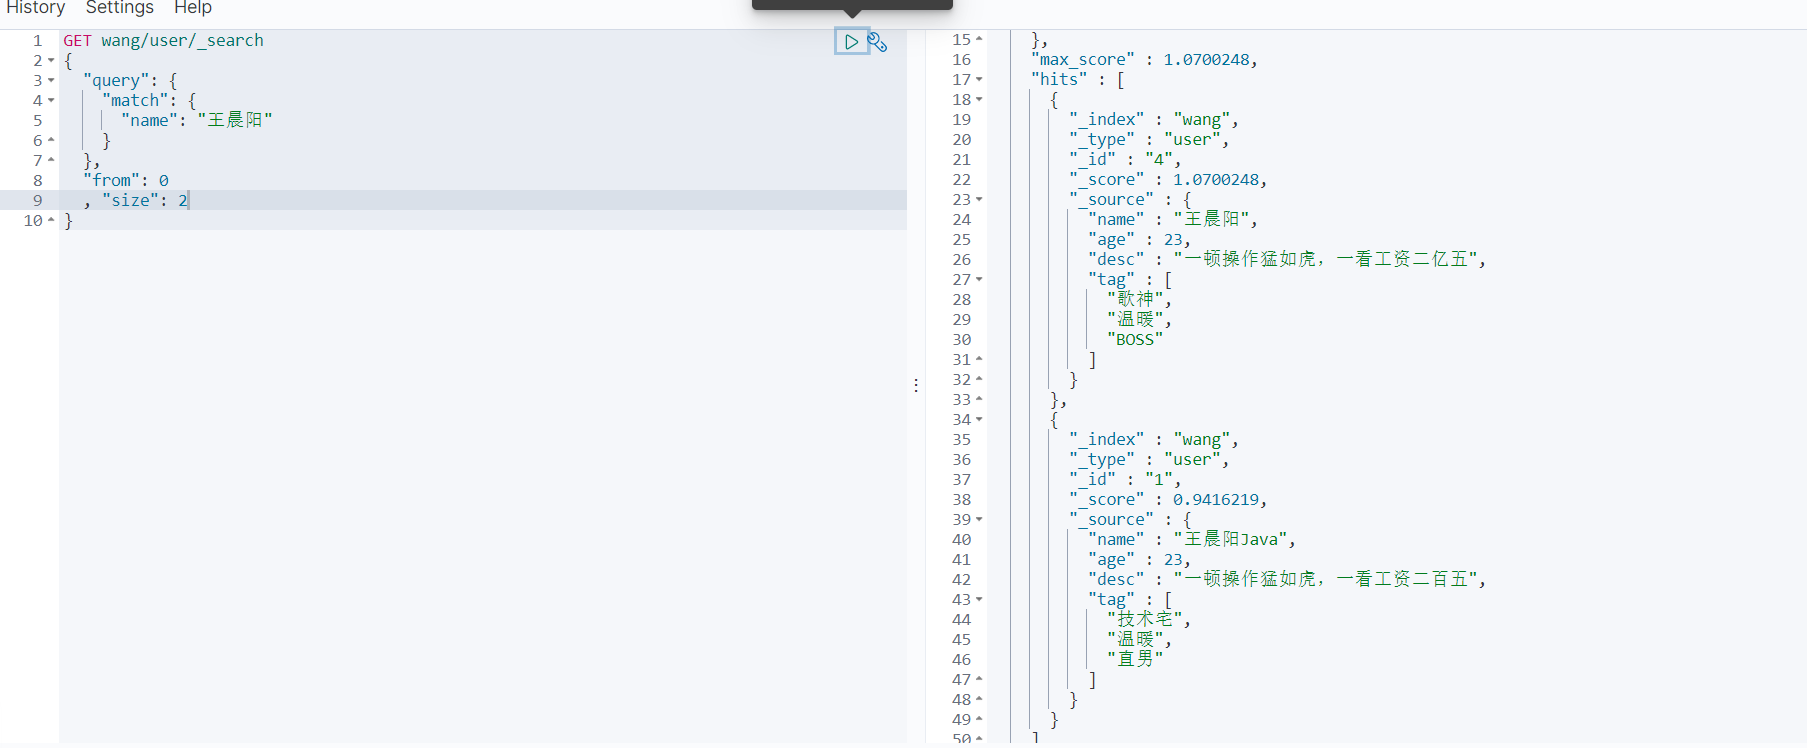 History Settings Help
1 GET wang/user/_search
2 {
3 "query": {
4 "match": {
5 "name": "王晨阳"
6 }
7 },
8 "from": 0
9 , "size": 2
10 }
15 },
16 "max_score" : 1.0700248,
17 "hits" : [
18 {
19 "_index" : "wang",
20 "_type" : "user",
21 "_id" : "4",
22 "_score" : 1.0700248,
23 "_source" : {
24 "name" : "王晨阳",
25 "age" : 23,
26 "desc" : "一顿操作猛如虎，一看工资二亿五",
27 "tag" : [
28 "歌神",
29 "温暖",
30 "BOSS"
31 ]
32 }
33 },
34 {
35 "_index" : "wang",
36 "_type" : "user",
37 "_id" : "1",
38 "_score" : 0.9416219,
39 "_source" : {
40 "name" : "王晨阳Java",
41 "age" : 23,
42 "desc" : "一顿操作猛如虎，一看工资二百五",
43 "tag" : [
44 "技术宅",
45 "温暖",
46 "直男"
47 ]
48 }
49 }
50 ]